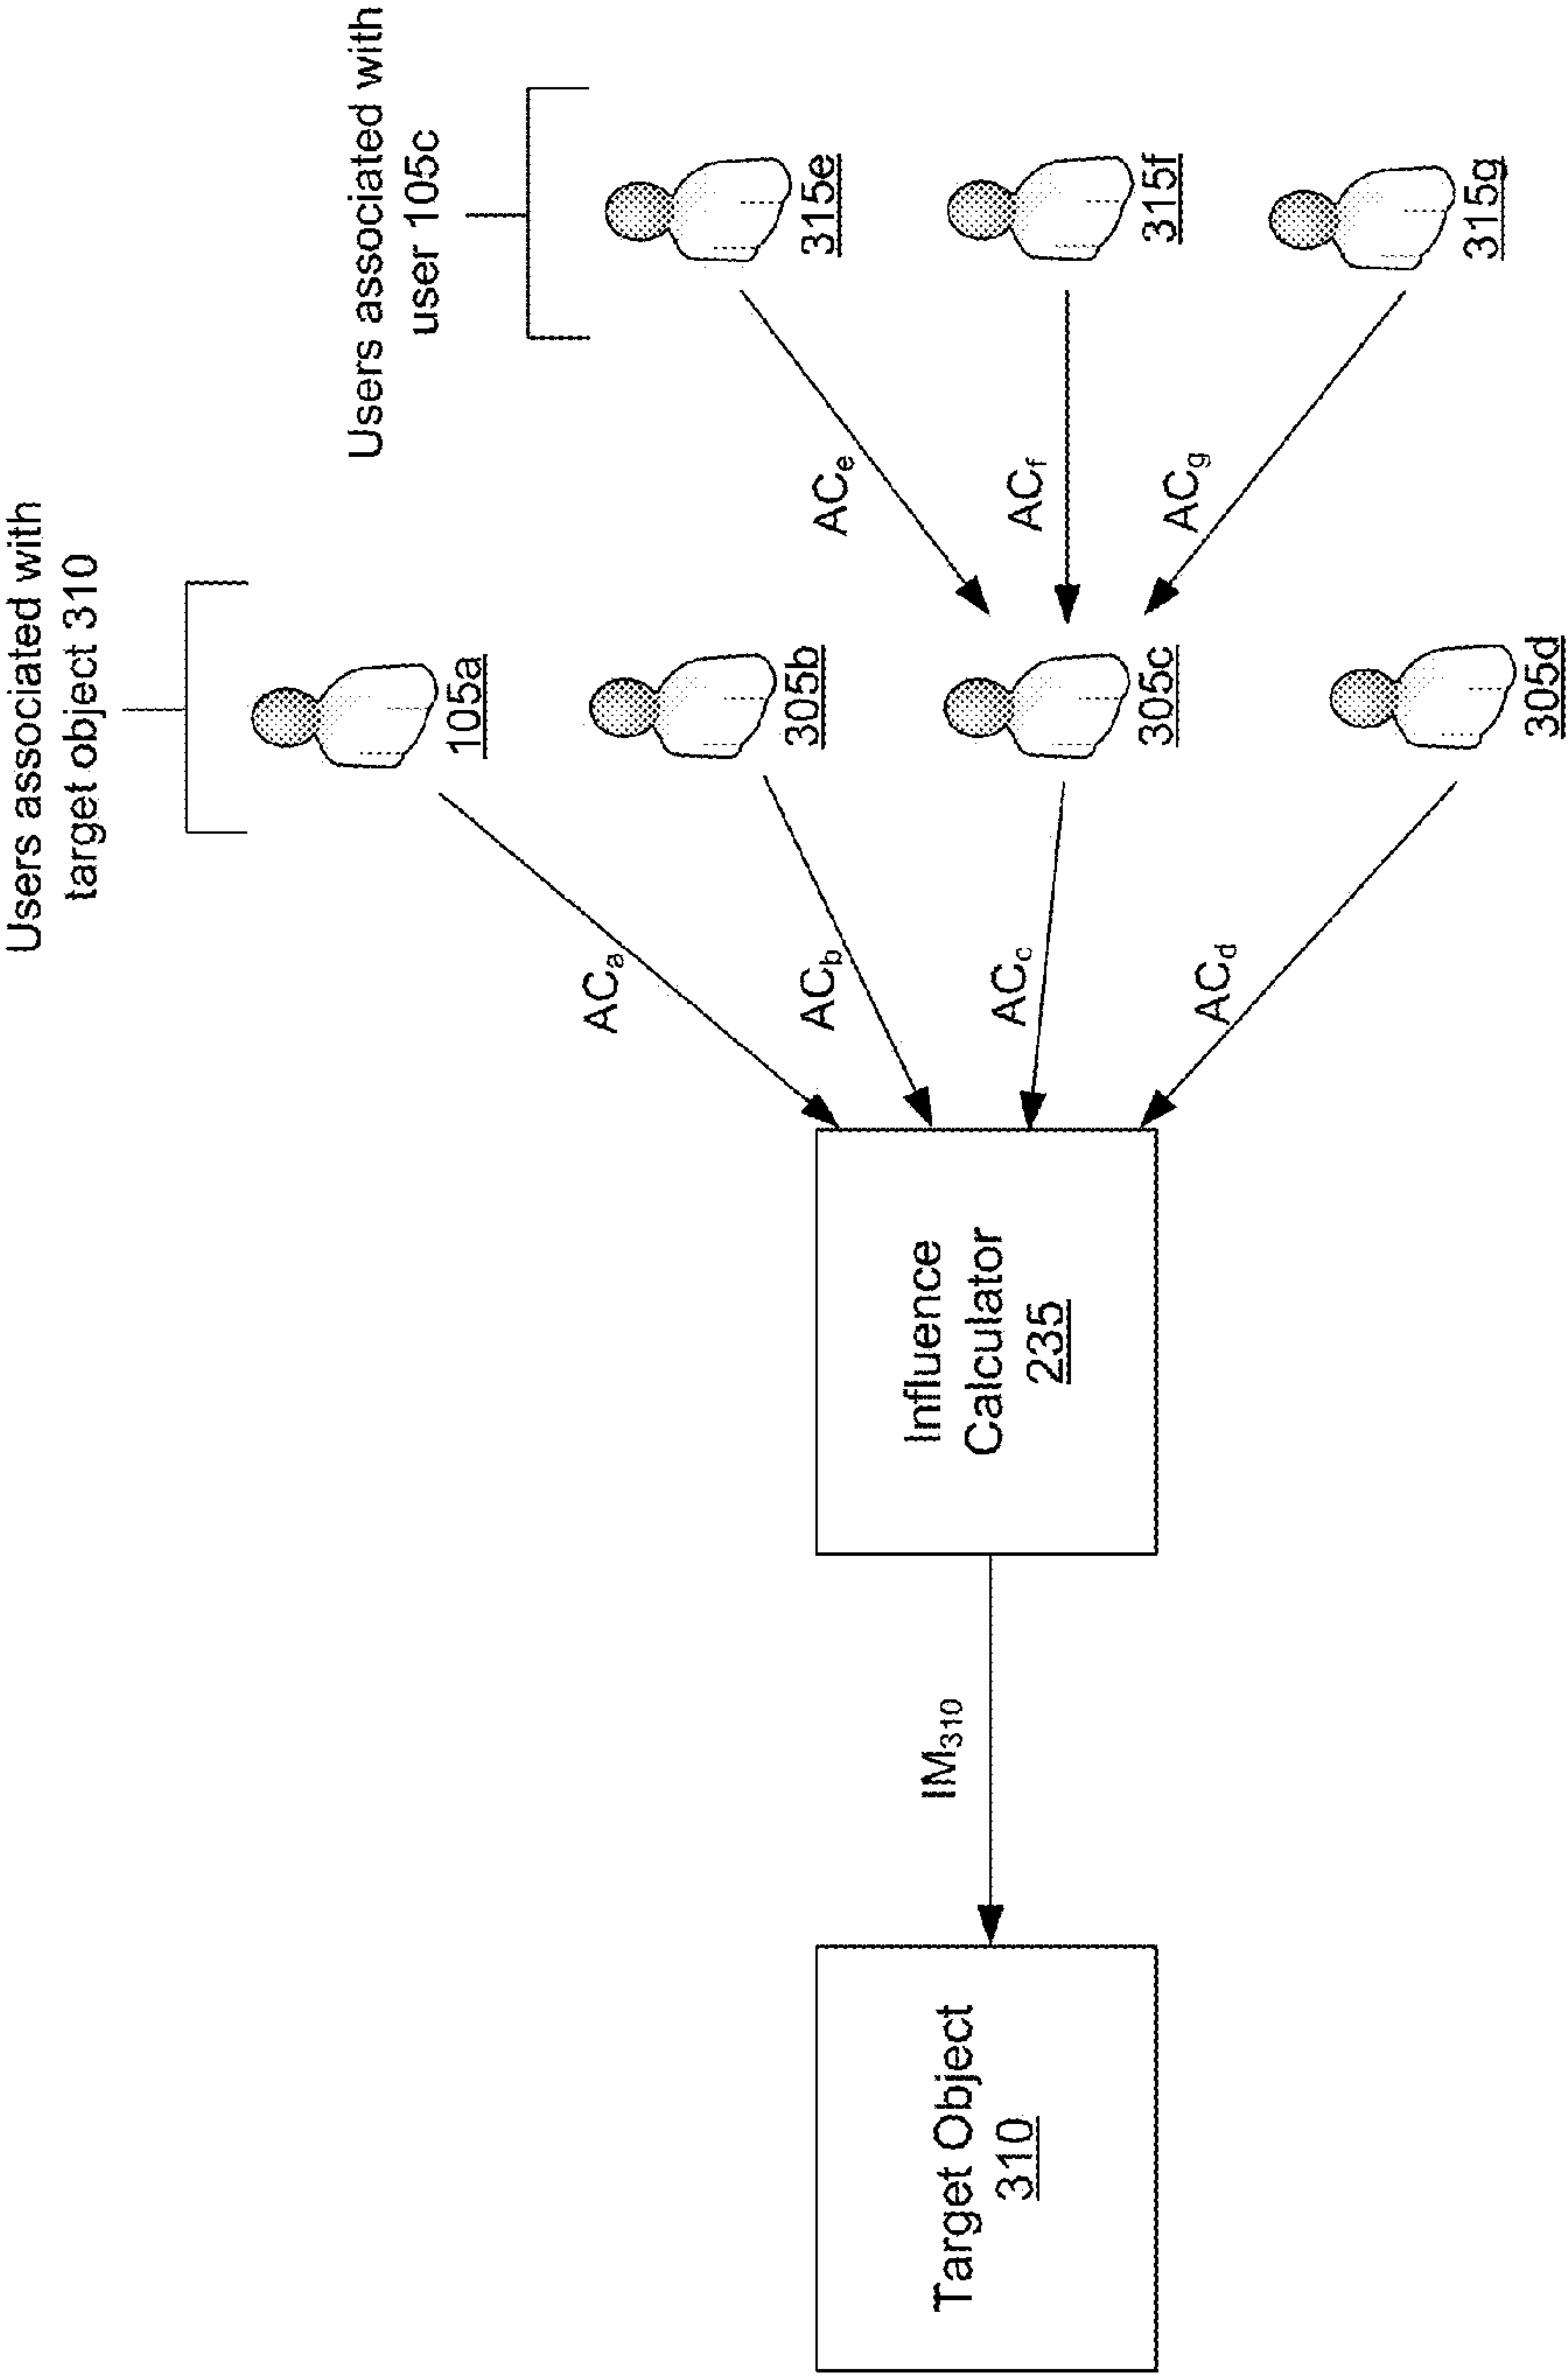 Users associated with
target object 310
Users associated with
user 105c
105a
305b
305c
305d
315e
315f
315g
ACa
ACb
ACc
ACd
ACe
ACf
ACg
Influence
Calculator
235
IM310
Target Object
310